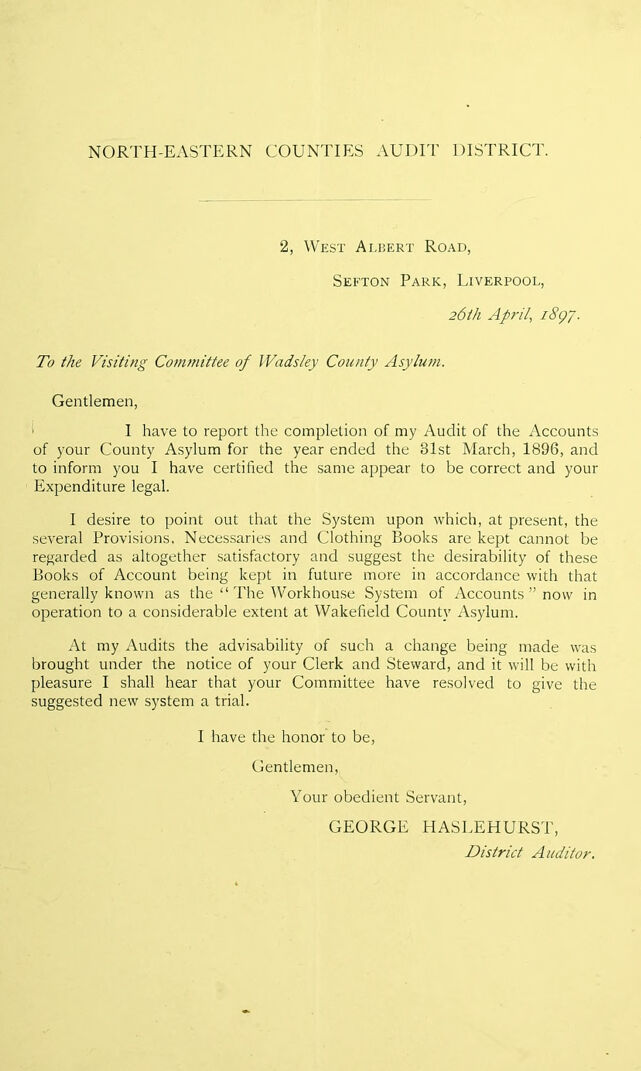 NORTH-EASTERN COUNTIES AUDIT DISTRICT.
2, West Albert Road,
Sefton Park, Liverpool,
26th April, 1897.
To the Visiting Committee of Wadsley County Asylum.
Gentlemen,
I have to report the completion of my Audit of the Accounts
of your County Asylum for the year ended the 31st March, 1896, and
to inform you I have certified the same appear to be correct and your
Expenditure legal.
I desire to point out that the System upon which, at present, the
several Provisions, Necessaries and Clothing Books are kept cannot be
regarded as altogether satisfactory and suggest the desirability of these
Books of Account being kept in future more in accordance with that
generally known as the “ The Workhouse System of Accounts ” now in
operation to a considerable extent at Wakefield County Asylum.
At my Audits the advisability of such a change being made was
brought under the notice of your Clerk and Steward, and it will be with
pleasure I shall hear that your Committee have resolved to give the
suggested new system a trial.
I have the honor to be,
Gentlemen,
Your obedient Servant,
GEORGE HASLEHURST,
District Auditor.